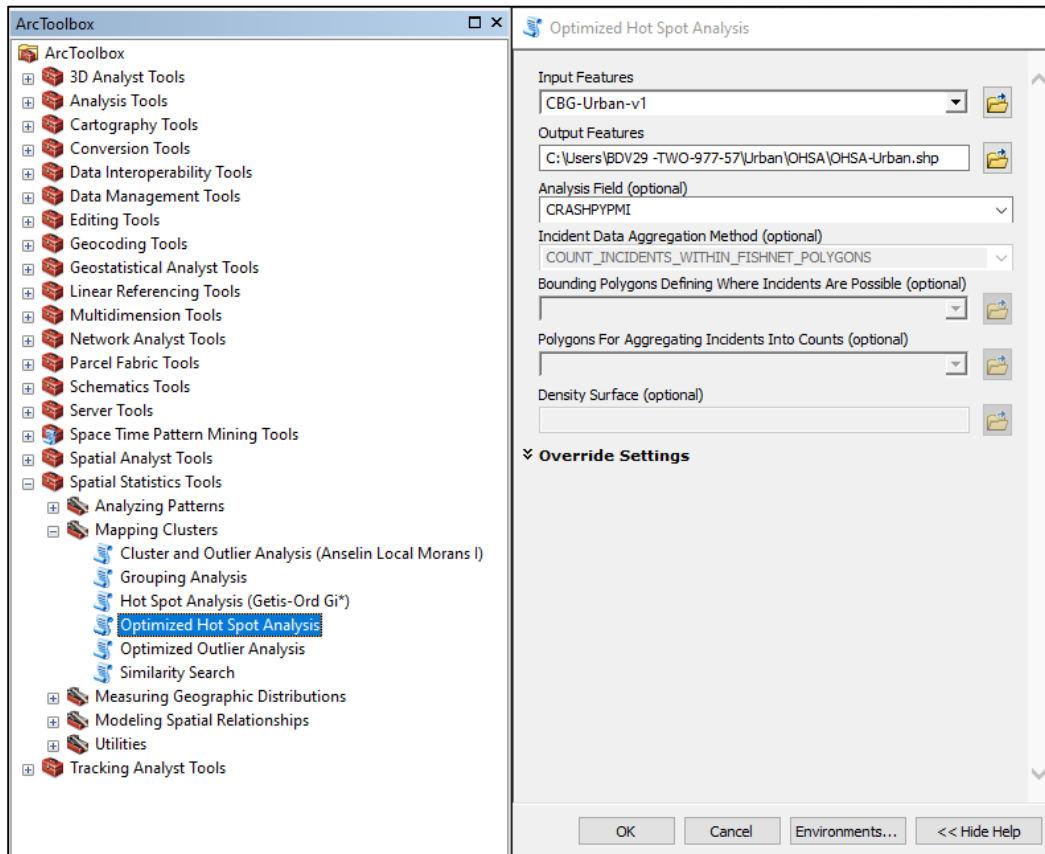 ArcToolbox
ArcToolbox
3D Analyst Tools
Analysis Tools
Cartography Tools
Conversion Tools
Data Interoperability Tools
Data Management Tools
Editing Tools
Geocoding Tools
Geostatistical Analyst Tools
Linear Referencing Tools
Multidimension Tools
Network Analyst Tools
Parcel Fabric Tools
Schematics Tools
Server Tools
Space Time Pattern Mining Tools
Spatial Analyst Tools
Spatial Statistics Tools
Analyzing Patterns
Mapping Clusters
Cluster and Outlier Analysis (Anselin Local Morans I)
Grouping Analysis
Hot Spot Analysis (Getis-Ord Gi*)
Optimized Hot Spot Analysis
Optimized Outlier Analysis
Similarity Search
Measuring Geographic Distributions
Modeling Spatial Relationships
Utilities
Tracking Analyst Tools
Optimized Hot Spot Analysis
Input Features
CBG-Urban-v1
Output Features
C:\Users\BDV29 -TWO-977-57\Urban\OHSA\OHSA-Urban.shp
Analysis Field (optional)
CRASHPYPMI
Incident Data Aggregation Method (optional)
COUNT_INCIDENTS_WITHIN_FISHNET_POLYGONS
Bounding Polygons Defining Where Incidents Are Possible (optional)
Polygons For Aggregating Incidents Into Counts (optional)
Density Surface (optional)
Override Settings
OK
Cancel
Environments...
<< Hide Help